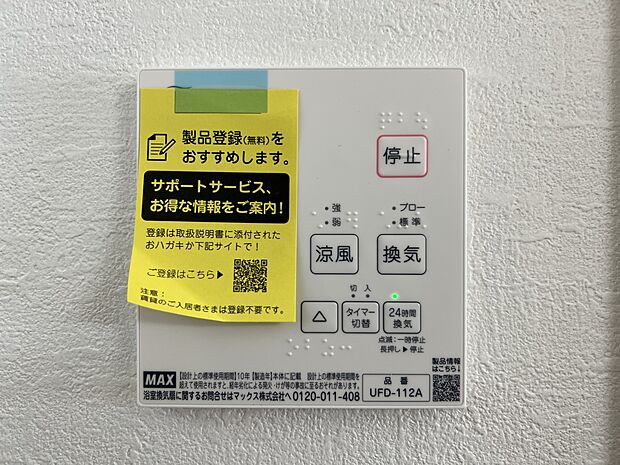 製品登録(無料)を
おすすめします。
サポートサービス、
お得な情報をご案内!
登録は取扱説明書に添付された
おハガキか下記サイトで!
ご登録はこちら▶
注意:
賃貸のご入居者さまは登録不要です。
停止
●強
●弱
●ブロー
●標準
涼風
換気
切 入
△
タイマー
切替
24時間
換気
点滅:一時停止
長押し▶停止
製品情報
はこちら↓
MAX
【設計上の標準使用期間】10年【製造年】本体に記載 設計上の標準使用期間を
超えて使用されますと、経年劣化による発火・けが等の事故に至るおそれがあります。
浴室換気扇に関するお問合せはマックス株式会社へ 0120-011-408
品番
UFD-112A